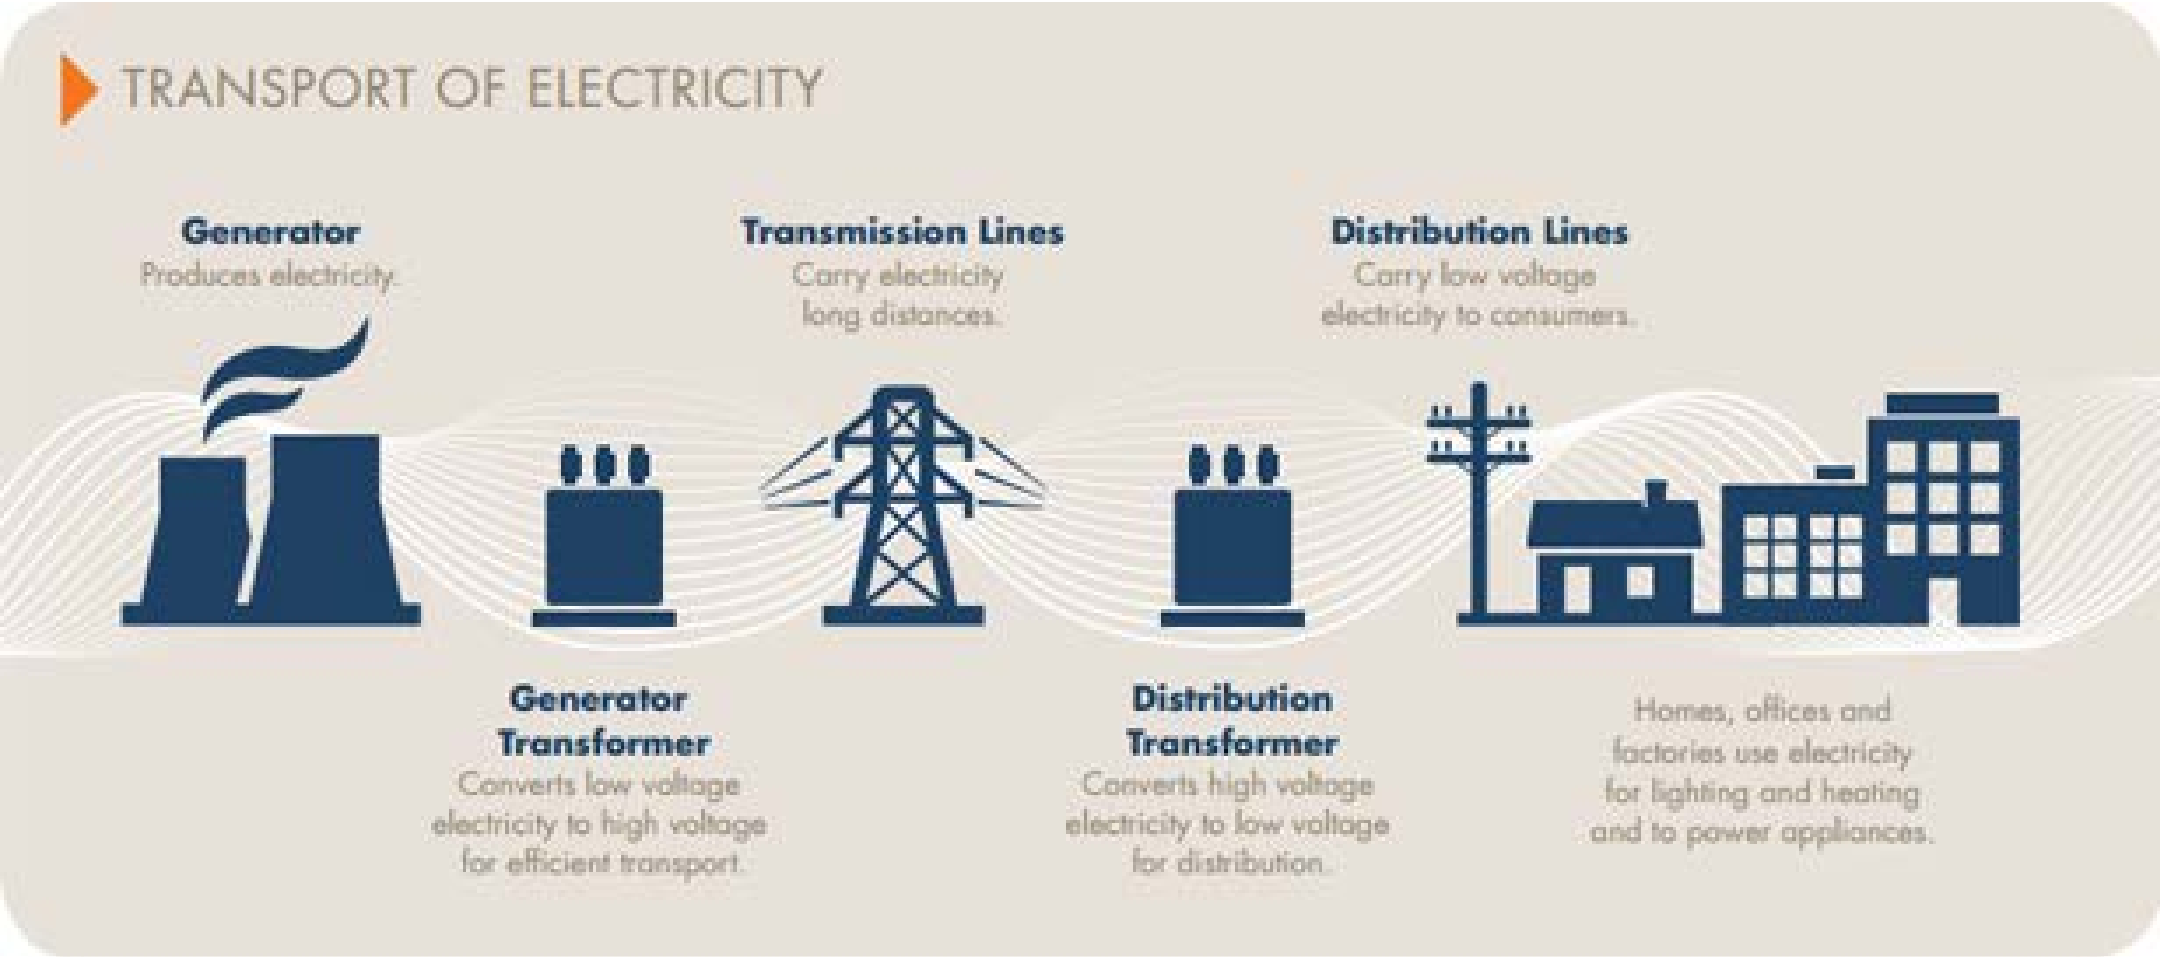 TRANSPORT OF ELECTRICITY
Generator
Produces electricity.
Transmission Lines
Carry electricity
long distances.
Distribution Lines
Carry low voltage
electricity to consumers.
Generator
Transformer
Converts low voltage
electricity to high voltage
for efficient transport.
Distribution
Transformer
Converts high voltage
electricity to low voltage
for distribution.
Homes, offices and
factories use electricity
for lighting and heating
and to power appliances.